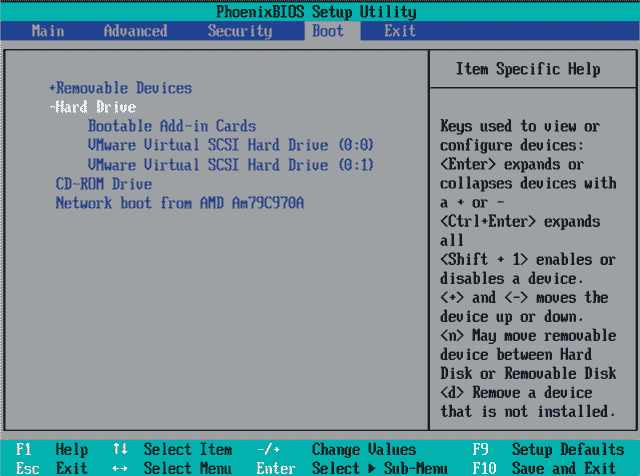 PhoenixBIOS Setup Utility
Main Advanced Security Boot Exit
Item Specific Help
+Removable Devices
-Hard Drive
Bootable Add-in Cards
VMware Virtual SCSI Hard Drive (0:0)
VMware Virtual SCSI Hard Drive (0:1)
CD-ROM Drive
Network boot from AMD Am79C970A
Keys used to view or
configure devices:
<Enter> expands or
collapses devices with
a + or -
<Ctrl+Enter> expands
all
<Shift + 1> enables or
disables a device.
<+> and <-> moves the
device up or down.
<n> May move removable
device between Hard
Disk or Removable Disk
<d> Remove a device
that is not installed.
F1 Help ↑↓ Select Item -/+ Change Values F9 Setup Defaults
Esc Exit ↔ Select Menu Enter Select ▶ Sub-Menu F10 Save and Exit